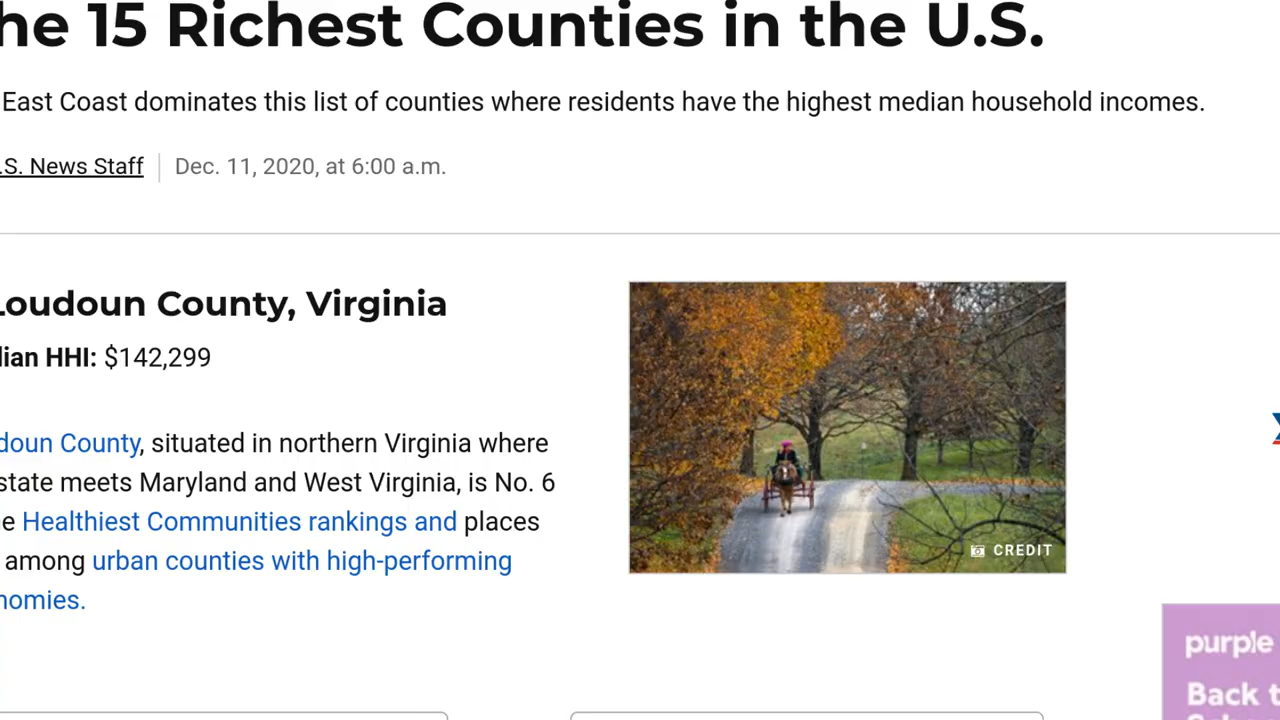 he 15 Richest Counties in the U.S.
East Coast dominates this list of counties where residents have the highest median household incomes.
.S. News Staff | Dec. 11, 2020, at 6:00 a.m.
Loudoun County, Virginia
dian HHI: $142,299
doun County, situated in northern Virginia where
state meets Maryland and West Virginia, is No. 6
e Healthiest Communities rankings and places
among urban counties with high-performing
nomies.
CREDIT
purple
Back t